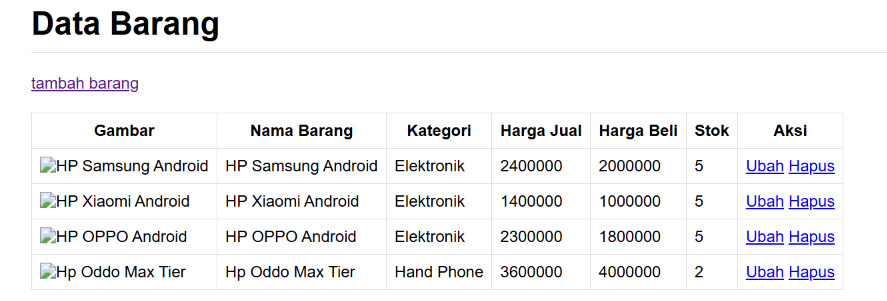 Data Barang
tambah barang
Gambar Nama Barang Kategori Harga Jual Harga Beli Stok Aksi
HP Samsung Android HP Samsung Android Elektronik 2400000 2000000 5 Ubah Hapus
HP Xiaomi Android HP Xiaomi Android Elektronik 1400000 1000000 5 Ubah Hapus
HP OPPO Android HP OPPO Android Elektronik 2300000 1800000 5 Ubah Hapus
Hp Oddo Max Tier Hp Oddo Max Tier Hand Phone 3600000 4000000 2 Ubah Hapus